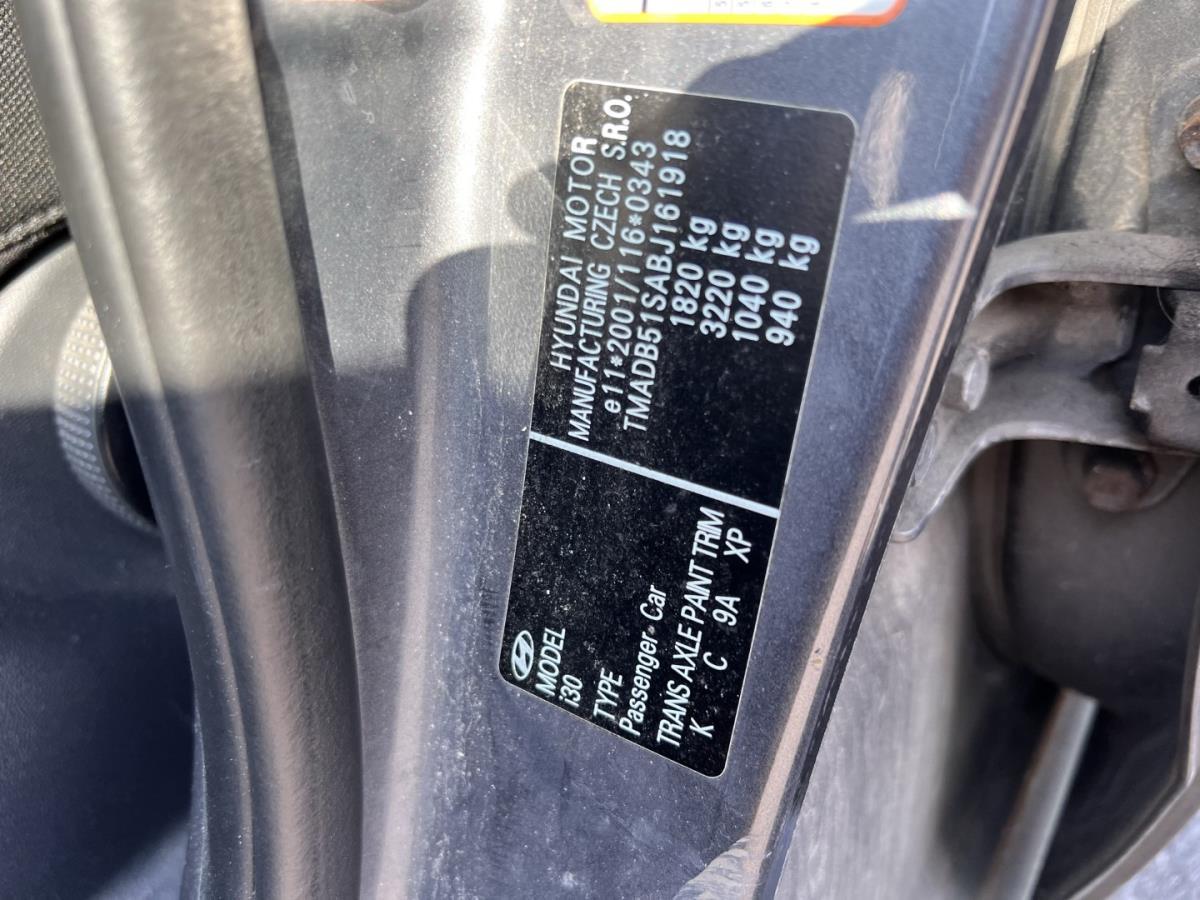 HYUNDAI MOTOR
MANUFACTURING CZECH S.R.O.
e11*2001/116*0343
TMADB51SABJ161918
1820 kg
3220 kg
1040 kg
940 kg
MODEL
i30
TYPE
Passenger Car
TRANS AXLE PAINT TRIM
K C 9A XP